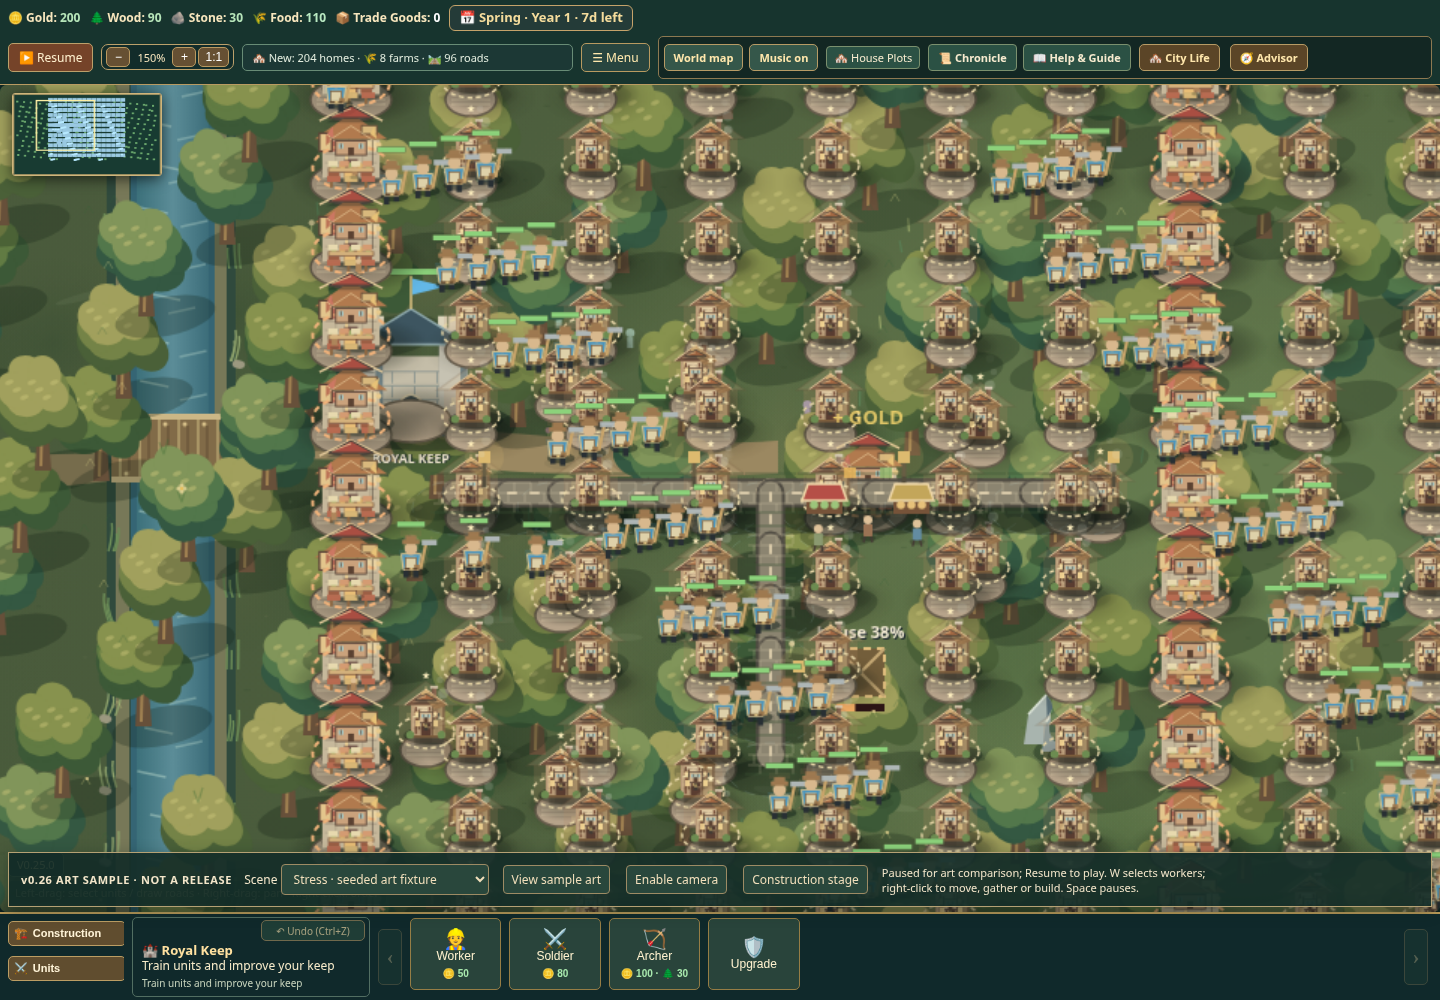 Gold: 200 Wood: 90 Stone: 30 Food: 110 Trade Goods: 0 Spring · Year 1 · 7d left
Resume − 150% + 1:1 New: 204 homes · 8 farms · 96 roads ☰ Menu World map Music on House Plots Chronicle Help & Guide City Life Advisor
+ GOLD
ROYAL KEEP
use 38%
v0.25.0
v0.26 ART SAMPLE · NOT A RELEASE Scene Stress · seeded art fixture View sample art Enable camera Construction stage
Paused for art comparison; Resume to play. W selects workers;
right-click to move, gather or build. Space pauses.
Construction
Units
↶ Undo (Ctrl+Z)
Royal Keep
Train units and improve your keep
Train units and improve your keep
‹
Worker
50
Soldier
80
Archer
100 · 30
Upgrade
›